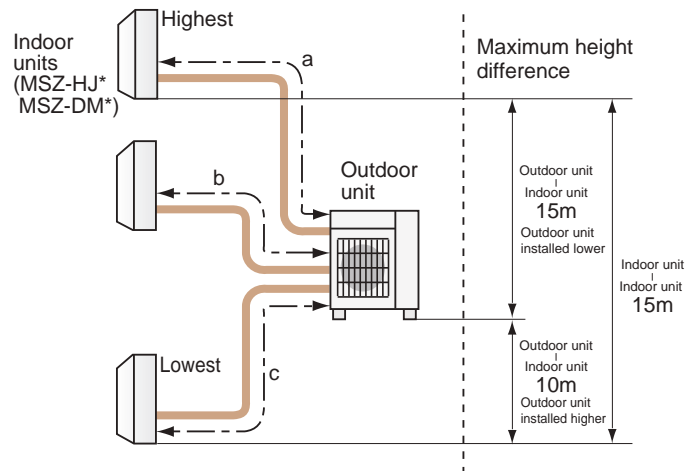 Highest
Indoor
units
(MSZ-HJ*
MSZ-DM*)
a
Maximum height
difference
b
Outdoor
unit
Outdoor unit
Indoor unit
15m
Outdoor unit
installed lower
Indoor unit
Indoor unit
15m
Lowest
c
Outdoor unit
Indoor unit
10m
Outdoor unit
installed higher